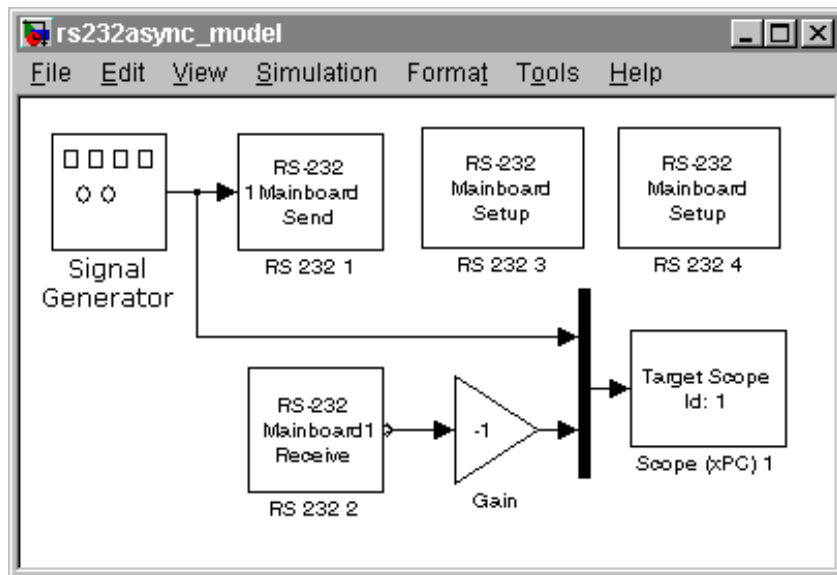 rs232async_model
File Edit View Simulation Format Tools Help
RS-232
1 Mainboard
Send
RS 232 1
RS-232
Mainboard
Setup
RS 232 3
RS-232
Mainboard
Setup
RS 232 4
Signal
Generator
RS-232
Mainboard 1
Receive
RS 232 2
-1
Gain
Target Scope
Id: 1
Scope (xPC) 1